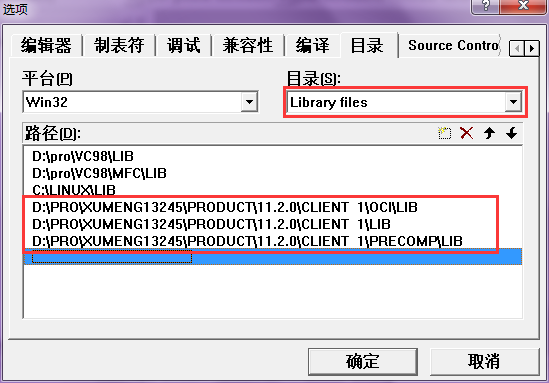 选项
编辑器 制表符 调试 兼容性 编译 目录 Source Contro
平台(P) 目录(S):
Win32 Library files
路径(D):
D:\pro\VC98\LIB
D:\pro\VC98\MFC\LIB
C:\LINUX\LIB
D:\PRO\XUMENG13245\PRODUCT\11.2.0\CLIENT_1\OCI\LIB
D:\PRO\XUMENG13245\PRODUCT\11.2.0\CLIENT_1\LIB
D:\PRO\XUMENG13245\PRODUCT\11.2.0\CLIENT_1\PRECOMP\LIB
确定 取消